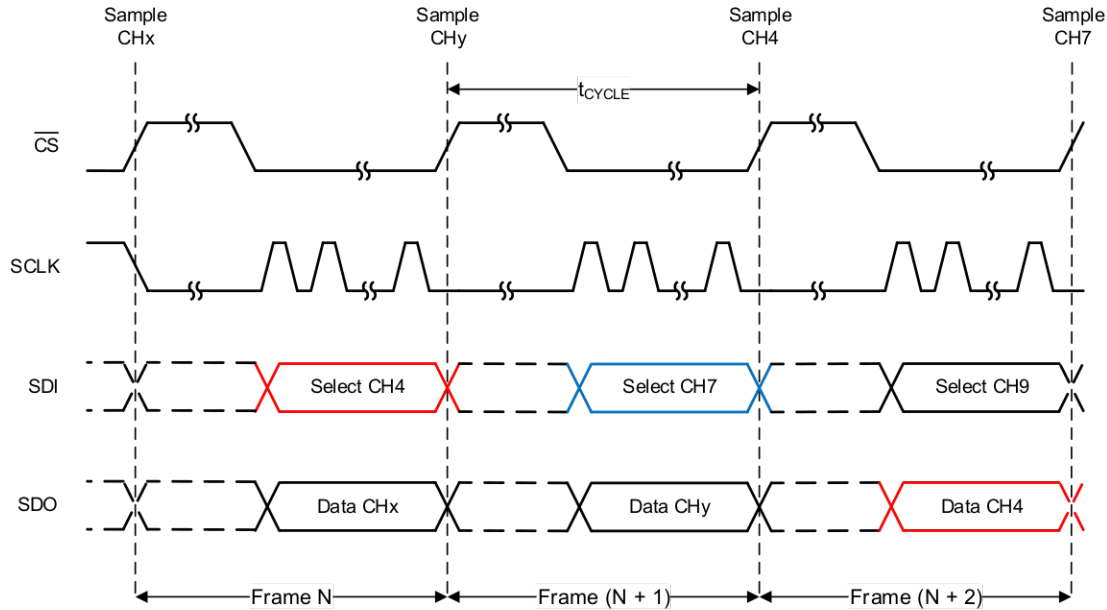 Sample
CHx
Sample
CHy
Sample
CH4
Sample
CH7
tCYCLE
CS
SCLK
SDI
Select CH4
Select CH7
Select CH9
SDO
Data CHx
Data CHy
Data CH4
Frame N
Frame (N + 1)
Frame (N + 2)